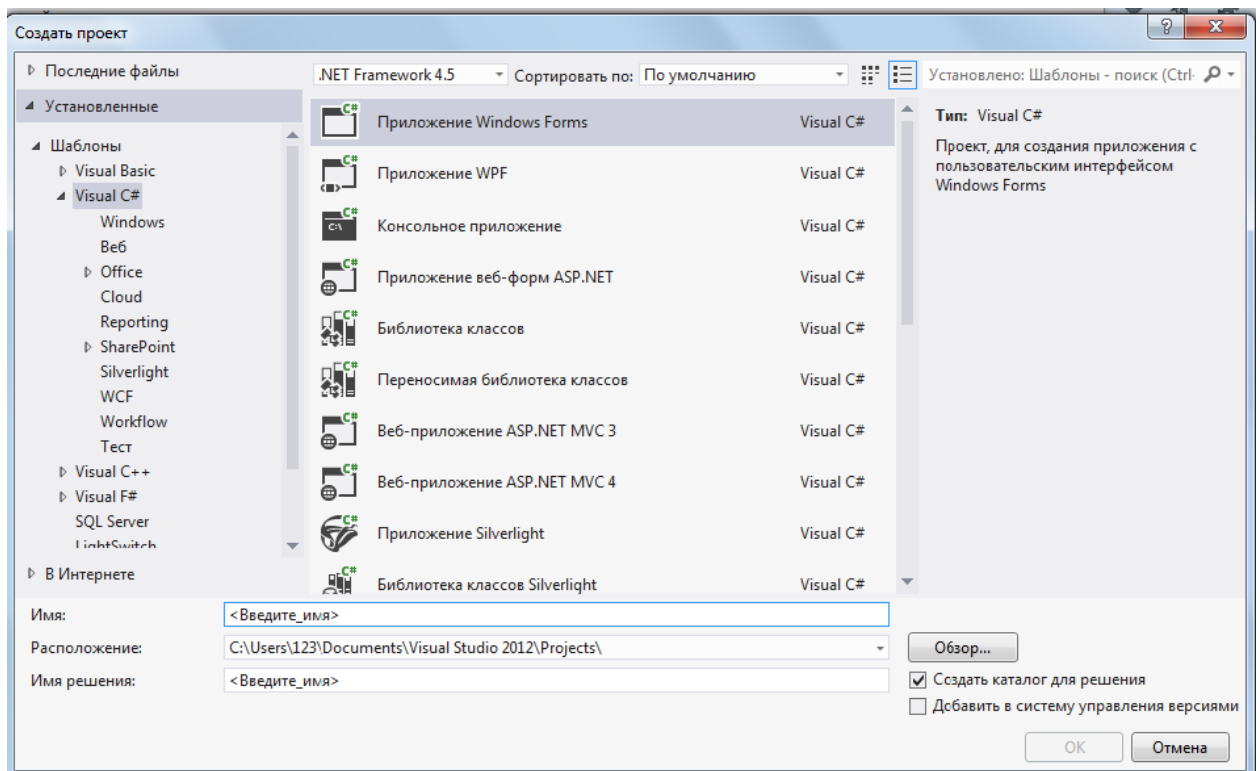 Создать проект
Последние файлы
.NET Framework 4.5 Сортировать по: По умолчанию
Установлено: Шаблоны - поиск (Ctrl-
Установленные
Шаблоны
Visual Basic
Visual C#
Windows
Веб
Office
Cloud
Reporting
SharePoint
Silverlight
WCF
Workflow
Тест
Visual C++
Visual F#
SQL Server
LightSwitch
В Интернете
Приложение Windows Forms Visual C#
Приложение WPF Visual C#
Консольное приложение Visual C#
Приложение веб-форм ASP.NET Visual C#
Библиотека классов Visual C#
Переносимая библиотека классов Visual C#
Веб-приложение ASP.NET MVC 3 Visual C#
Веб-приложение ASP.NET MVC 4 Visual C#
Приложение Silverlight Visual C#
Библиотека классов Silverlight Visual C#
Тип: Visual C#
Проект, для создания приложения с
пользовательским интерфейсом
Windows Forms
Имя: <Введите_имя>
Расположение: C:\Users\123\Documents\Visual Studio 2012\Projects\
Обзор...
Имя решения: <Введите_имя>
Создать каталог для решения
Добавить в систему управления версиями
ОК Отмена